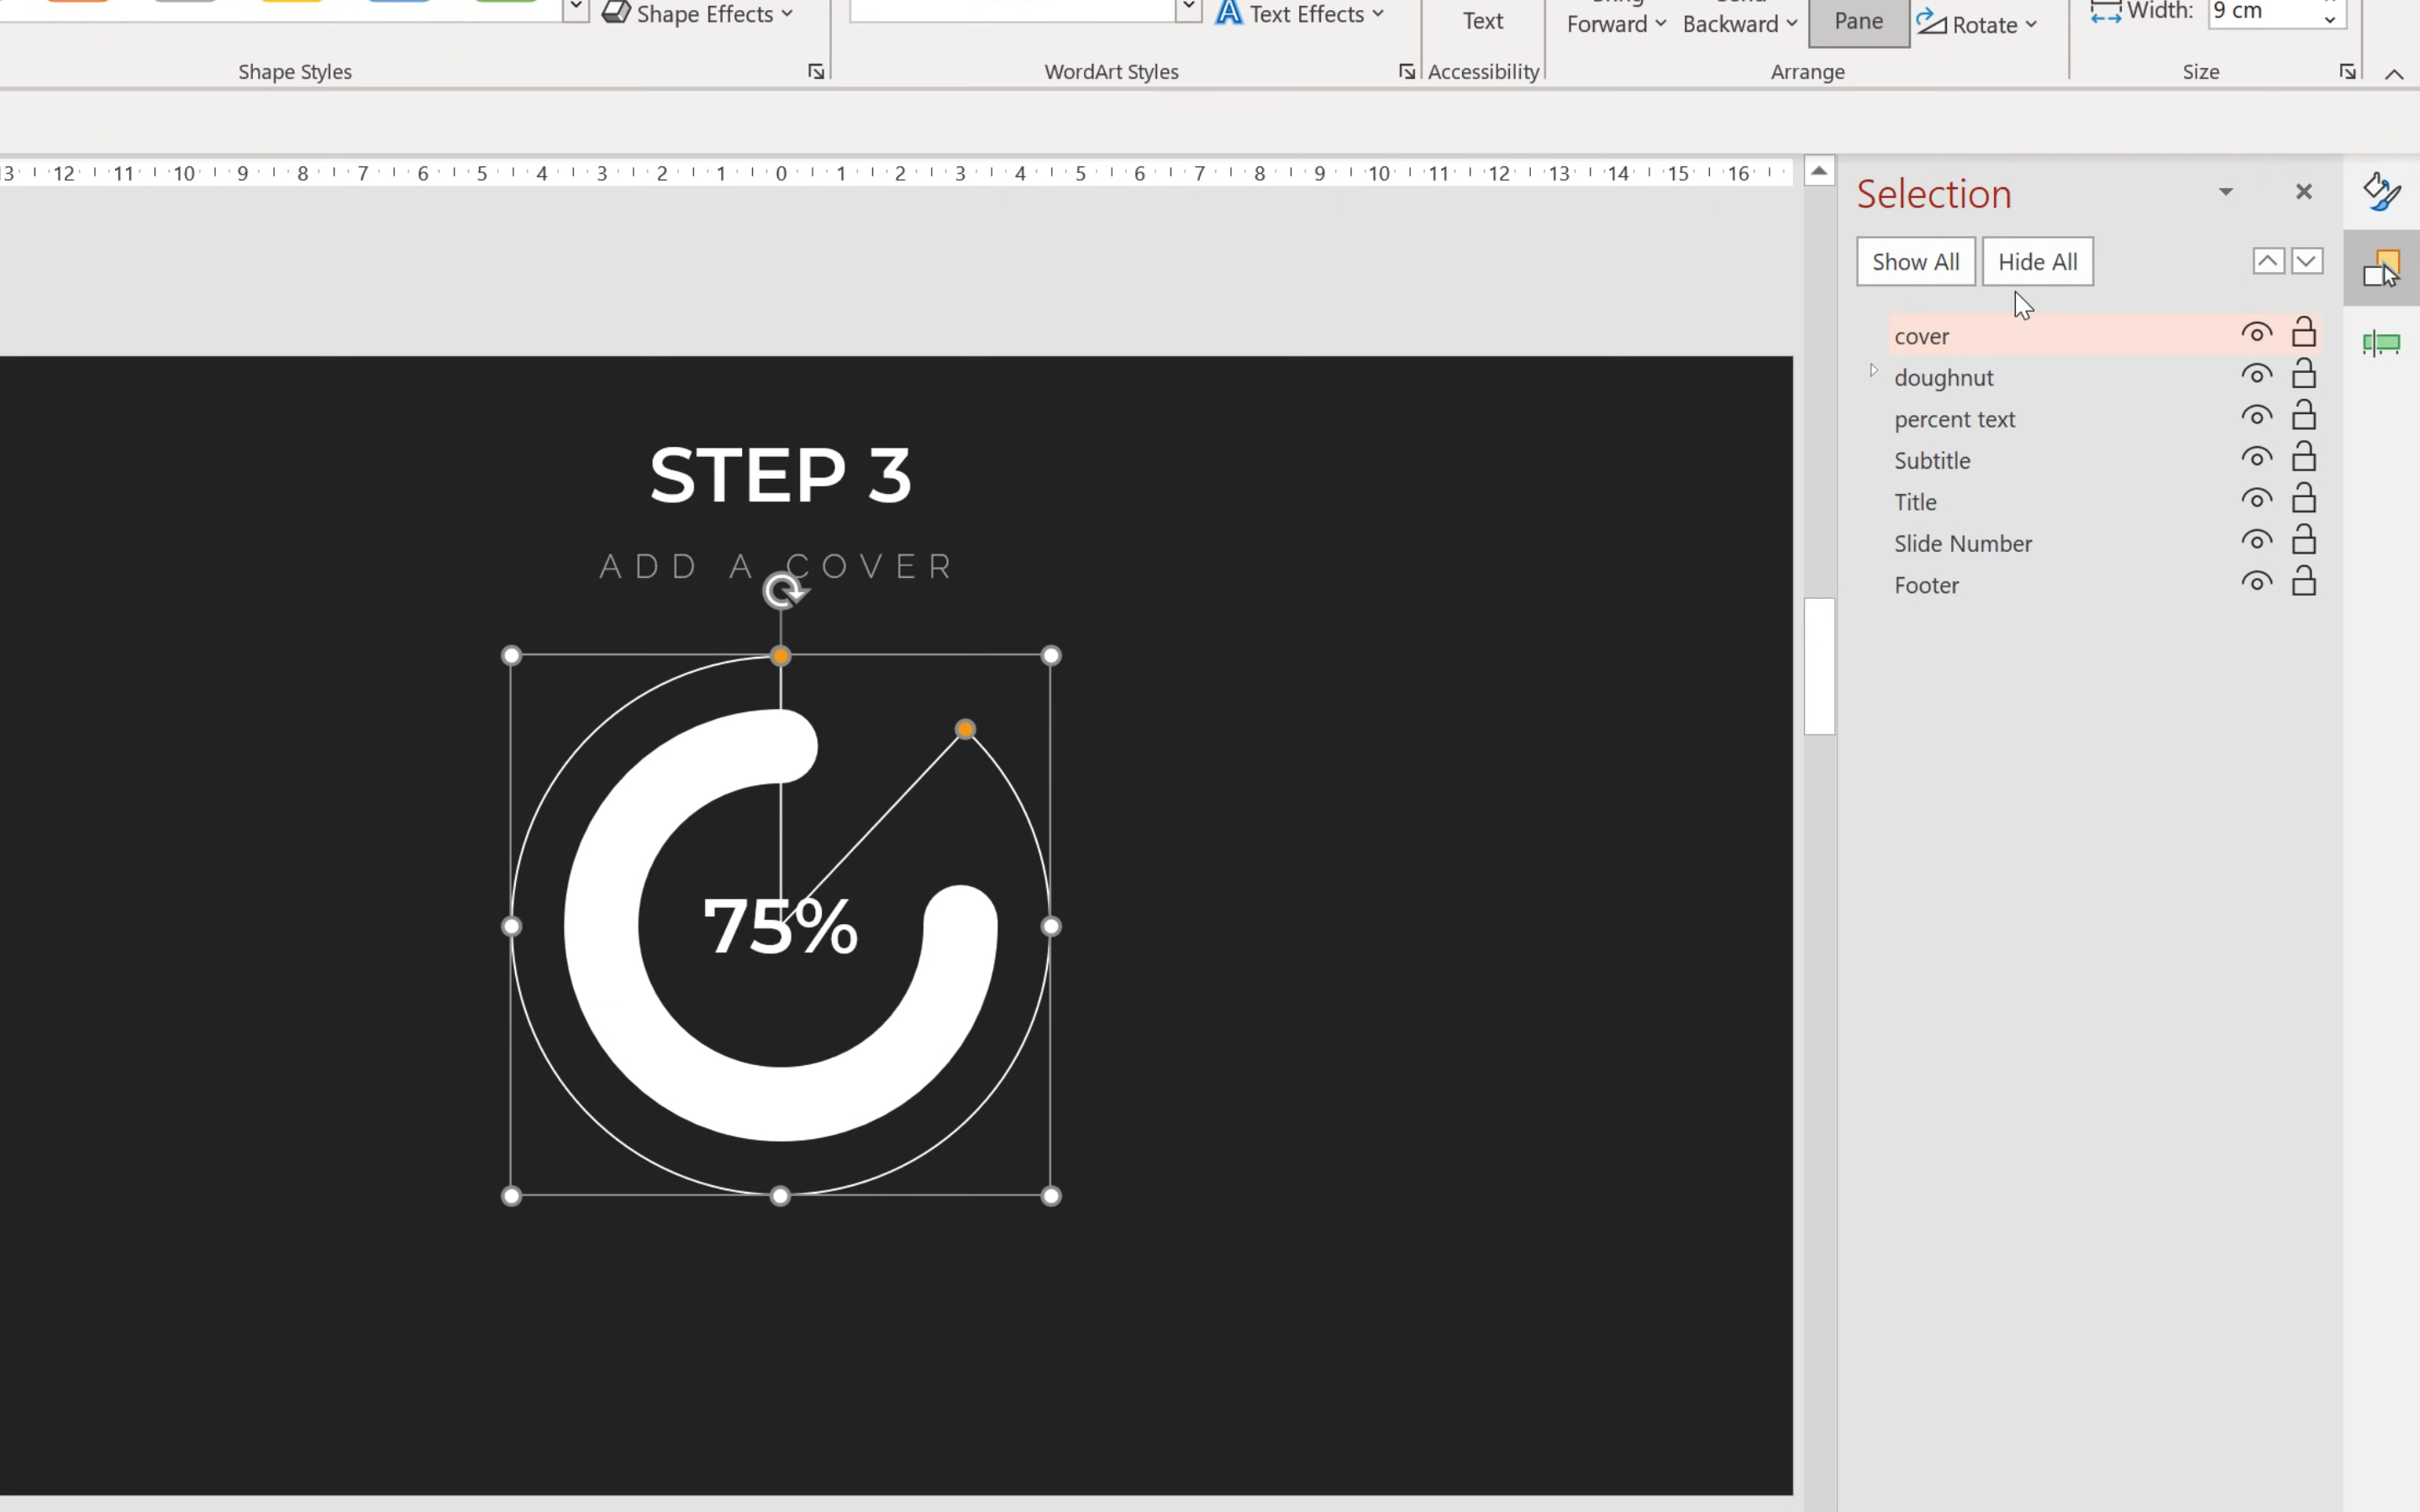 Shape Effects
Text Effects
Text
Forward
Backward
Pane
Rotate
Width:
9 cm
Shape Styles
WordArt Styles
Accessibility
Arrange
Size
13 12 11 10 9 8 7 6 5 4 3 2 1 0 1 2 3 4 5 6 7 8 9 10 11 12 13 14 15 16
Selection
Show All
Hide All
cover
doughnut
percent text
Subtitle
Title
Slide Number
Footer
STEP 3
ADD A COVER
75%